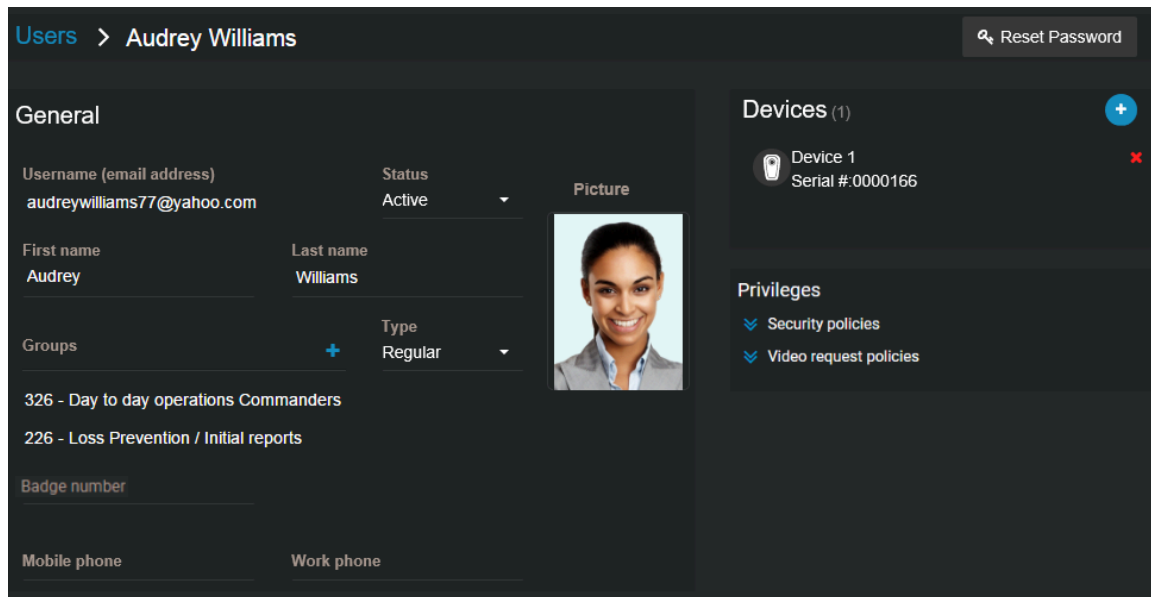 Users > Audrey Williams
Reset Password
General
Username (email address)
audreywilliams77@yahoo.com
Status
Active
Picture
First name
Audrey
Last name
Williams
Groups +
Type
Regular
326 - Day to day operations Commanders
226 - Loss Prevention / Initial reports
Badge number
Mobile phone
Work phone
Devices (1)
Device 1
Serial #:0000166
Privileges
Security policies
Video request policies